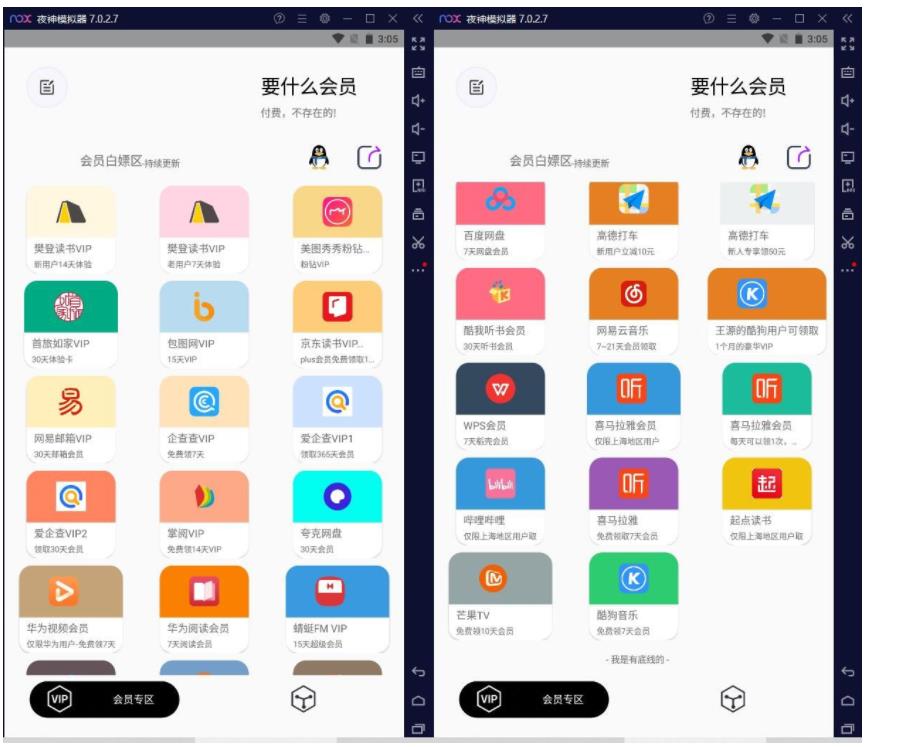 nox 夜神模拟器 7.0.2.7
3:05
要什么会员
付费，不存在的!
会员白嫖区-持续更新
樊登读书VIP
新用户14天体验
樊登读书VIP
老用户7天体验
美图秀秀粉钻...
粉钻VIP
首旅如家VIP
30天体验卡
包图网VIP
15天VIP
京东读书VIP...
plus会员免费领取1...
易
网易邮箱VIP
30天邮箱会员
企查查VIP
免费领7天
爱企查VIP1
领取365天会员
爱企查VIP2
领取30天会员
掌阅VIP
免费领14天VIP
夸克网盘
30天会员
华为视频会员
仅限华为用户-免费领7天
华为阅读会员
7天阅读会员
蜻蜓FM VIP
15天超级会员
VIP 会员专区
nox 夜神模拟器 7.0.2.7
3:05
要什么会员
付费，不存在的!
会员白嫖区-持续更新
百度网盘
7天网盘会员
高德打车
新用户立减10元
高德打车
新人专享领50元
酷我听书会员
30天听书会员
网易云音乐
7~21天会员领取
K
王源的酷狗用户可领取
1个月的豪华VIP
W
WPS会员
7天稻壳会员
听
喜马拉雅会员
仅限上海地区用户
听
喜马拉雅会员
每天可以领1次，..
bilibili
哔哩哔哩
仅限上海地区用户取
听
喜马拉雅
免费领取7天会员
起
起点读书
仅限上海地区用户取
芒果TV
免费领10天会员
K
酷狗音乐
免费领7天会员
- 我是有底线的 -
VIP 会员专区